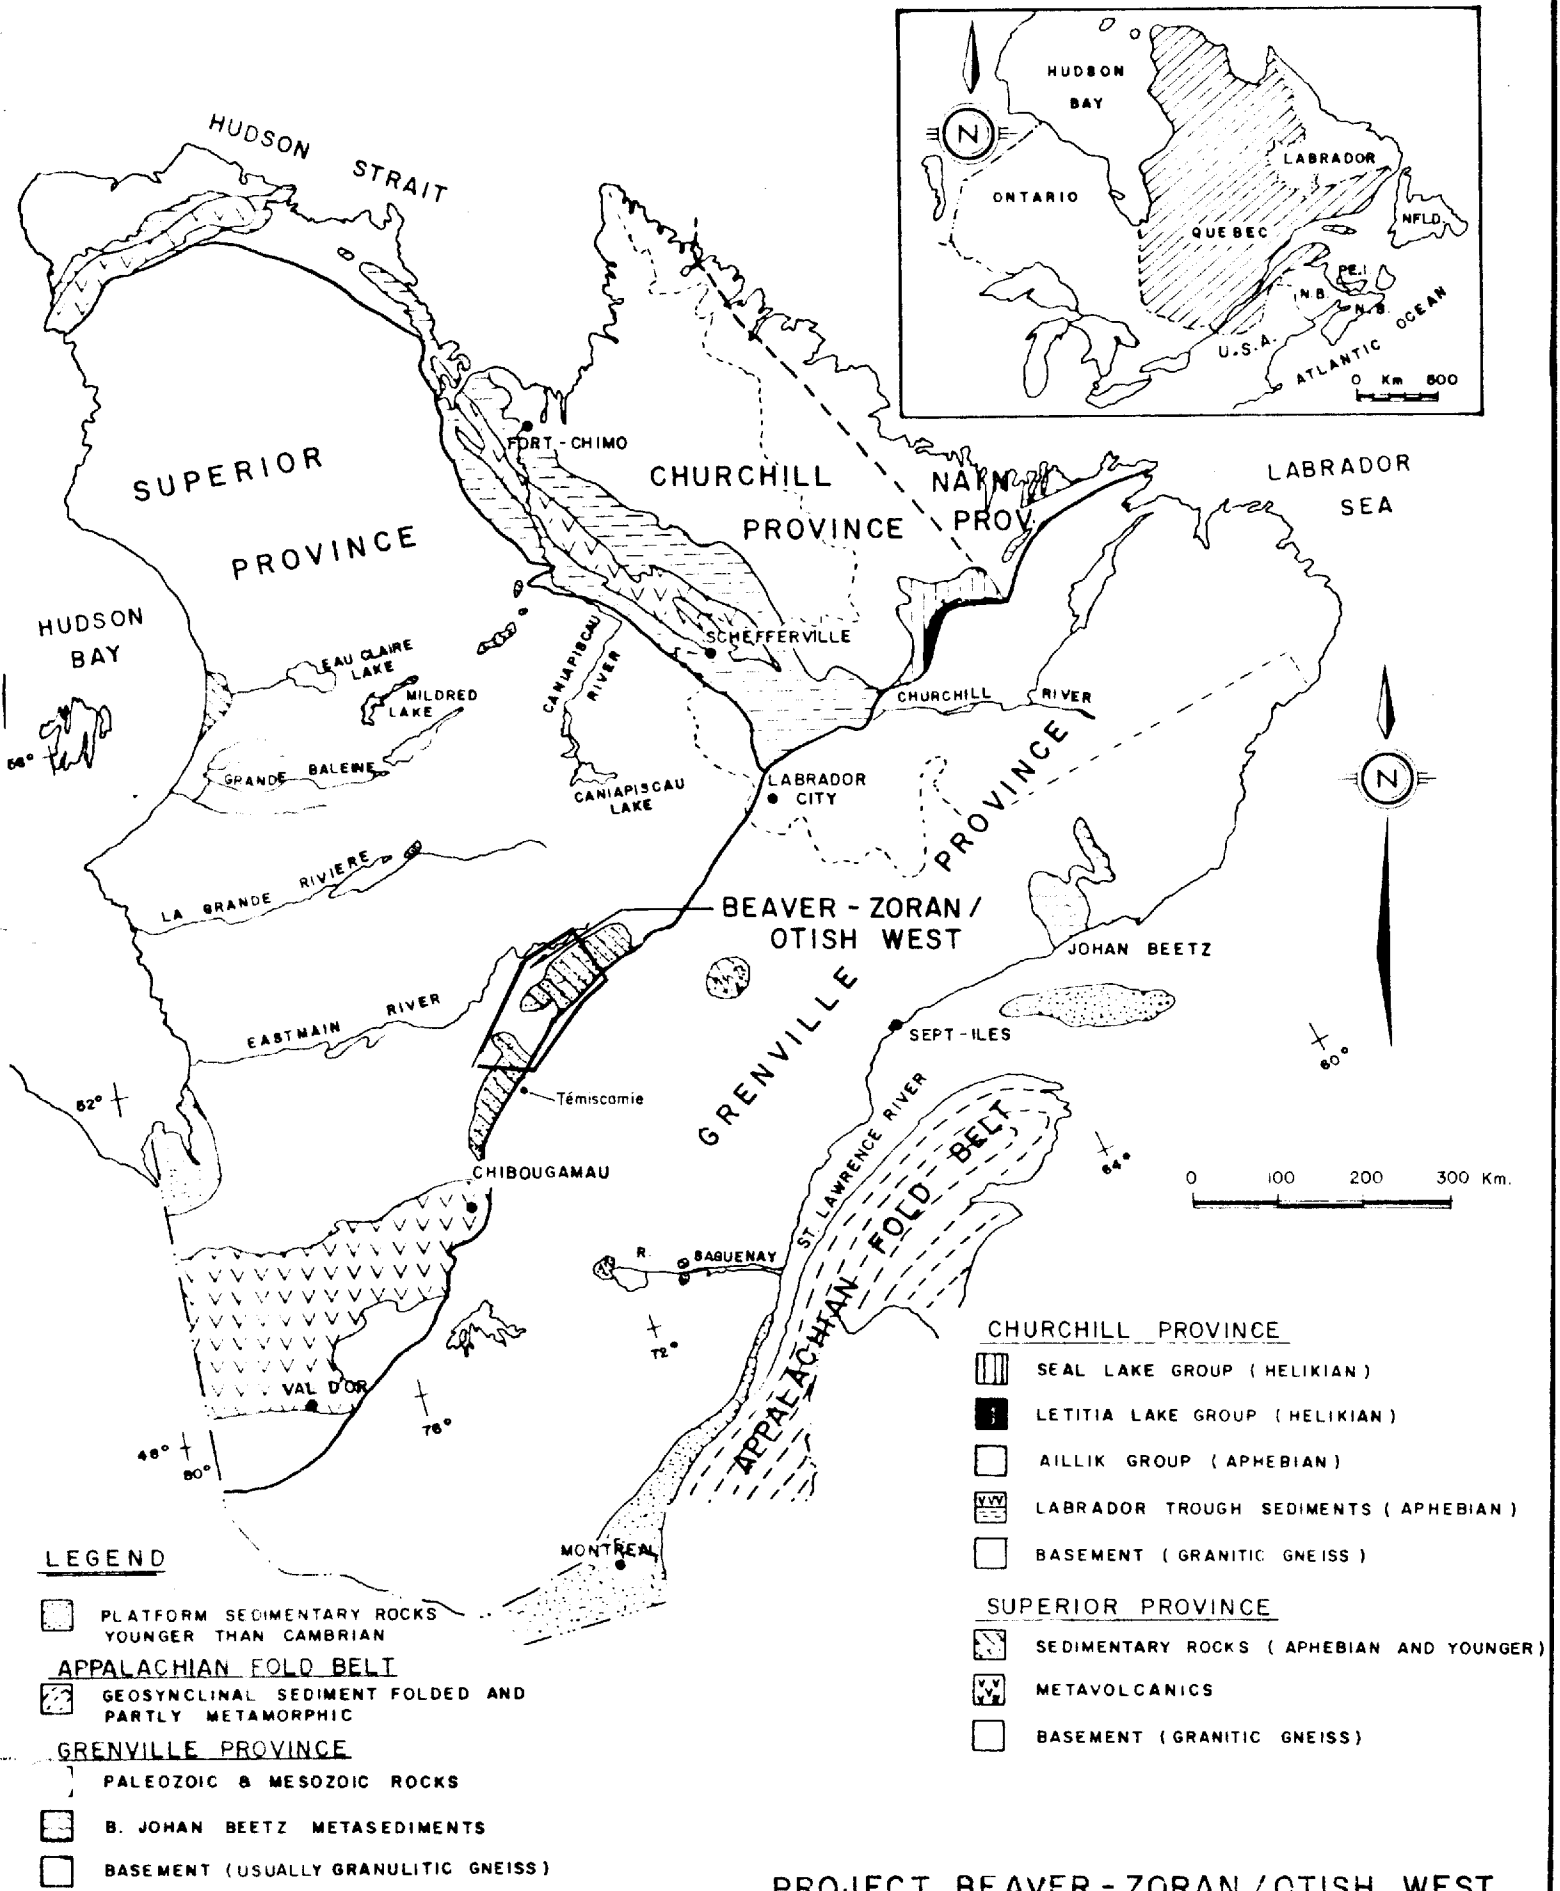 HUDSON
BAY
ONTARIO
LABRADOR
QUEBEC
NFLD.
P.E.I.
N.B.
N.S.
U.S.A.
ATLANTIC OCEAN
0 Km 500
N
HUDSON STRAIT
SUPERIOR
PROVINCE
FORT-CHIMO
CHURCHILL
PROVINCE
NAIN
PROV.
LABRADOR
SEA
HUDSON
BAY
EAU CLAIRE
LAKE
MILDRED
LAKE
CANIAPISCAU
RIVER
SCHEFFERVILLE
CHURCHILL RIVER
56°
GRANDE BALEINE
CANIAPISCAU
LAKE
LABRADOR
CITY
N
LA GRANDE RIVIERE
BEAVER - ZORAN /
OTISH WEST
GRENVILLE PROVINCE
JOHAN BEETZ
EASTMAIN RIVER
SEPT-ILES
60°
52°
Témiscamie
CHIBOUGAMAU
ST LAWRENCE RIVER
APPALACHIAN FOLD BELT
64°
0 100 200 300 Km.
R. SAGUENAY
72°
VAL D'OR
76°
48°
80°
MONTREAL
LEGEND
PLATFORM SEDIMENTARY ROCKS
YOUNGER THAN CAMBRIAN
APPALACHIAN FOLD BELT
GEOSYNCLINAL SEDIMENT FOLDED AND
PARTLY METAMORPHIC
GRENVILLE PROVINCE
PALEOZOIC & MESOZOIC ROCKS
B. JOHAN BEETZ METASEDIMENTS
BASEMENT (USUALLY GRANULITIC GNEISS)
CHURCHILL PROVINCE
SEAL LAKE GROUP (HELIKIAN)
LETITIA LAKE GROUP (HELIKIAN)
AILLIK GROUP (APHEBIAN)
LABRADOR TROUGH SEDIMENTS (APHEBIAN)
BASEMENT (GRANITIC GNEISS)
SUPERIOR PROVINCE
SEDIMENTARY ROCKS (APHEBIAN AND YOUNGER)
METAVOLCANICS
BASEMENT (GRANITIC GNEISS)
PROJECT BEAVER-ZORAN/OTISH WEST